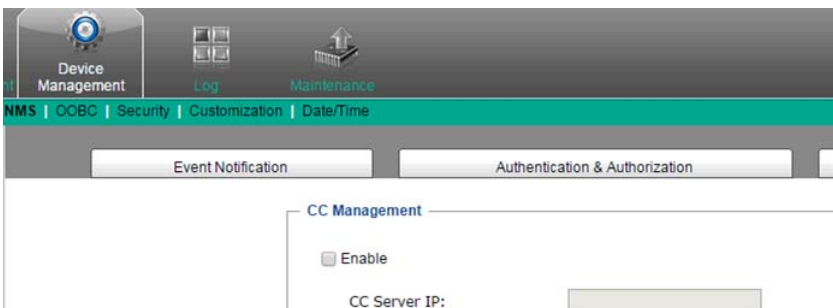 Device
Management
Log
Maintenance
NMS | OOBC | Security | Customization | Date/Time
Event Notification
Authentication & Authorization
CC Management
Enable
CC Server IP: